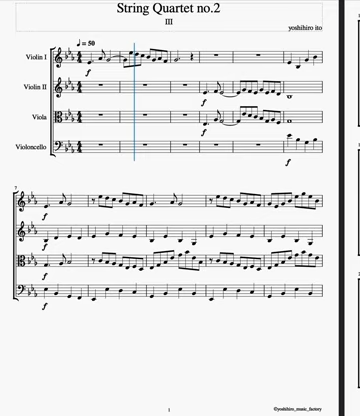 String Quartet no.2
III
yoshihiro ito
♩ = 50
Violin I
f
Violin II
f
Viola
f
Violoncello
f
7
f
f
f
f
1
©yoshihiro_music_factory